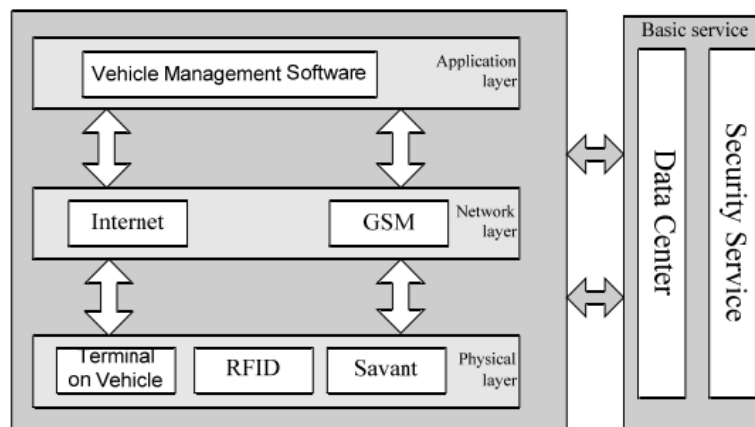 Vehicle Management Software
Application
layer
Internet
GSM
Network
layer
Terminal
on Vehicle
RFID
Savant
Physical
layer
Basic service
Data Center
Security Service